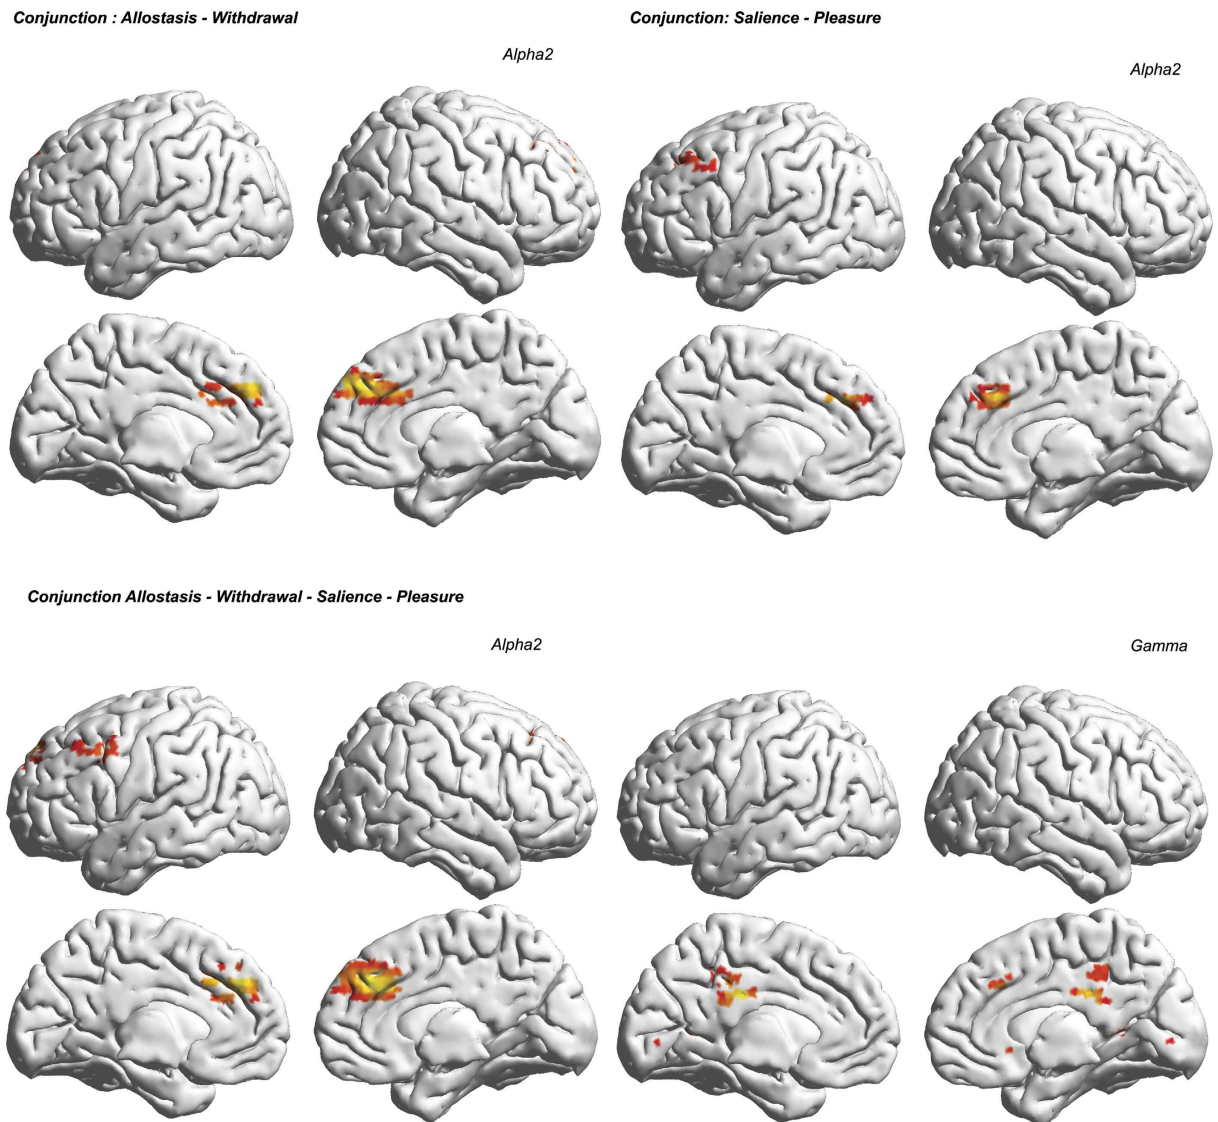 Conjunction : Allostasis - Withdrawal
Conjunction: Salience - Pleasure
Alpha2
Alpha2
Conjunction Allostasis - Withdrawal - Salience - Pleasure
Alpha2
Gamma